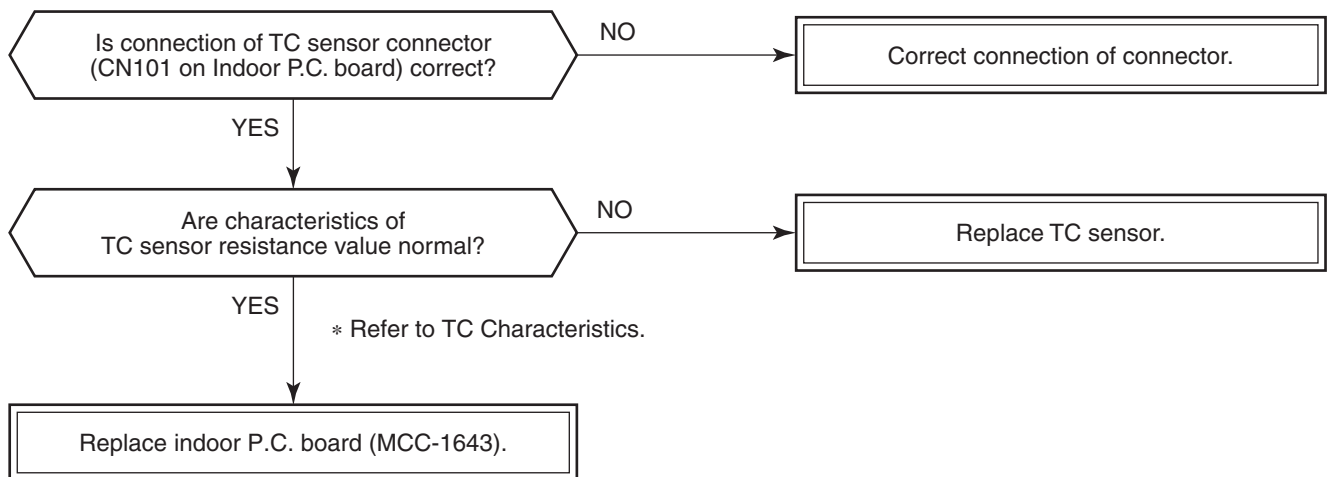 Is connection of TC sensor connector
(CN101 on Indoor P.C. board) correct?
NO
Correct connection of connector.
YES
Are characteristics of
TC sensor resistance value normal?
NO
Replace TC sensor.
YES
* Refer to TC Characteristics.
Replace indoor P.C. board (MCC-1643).